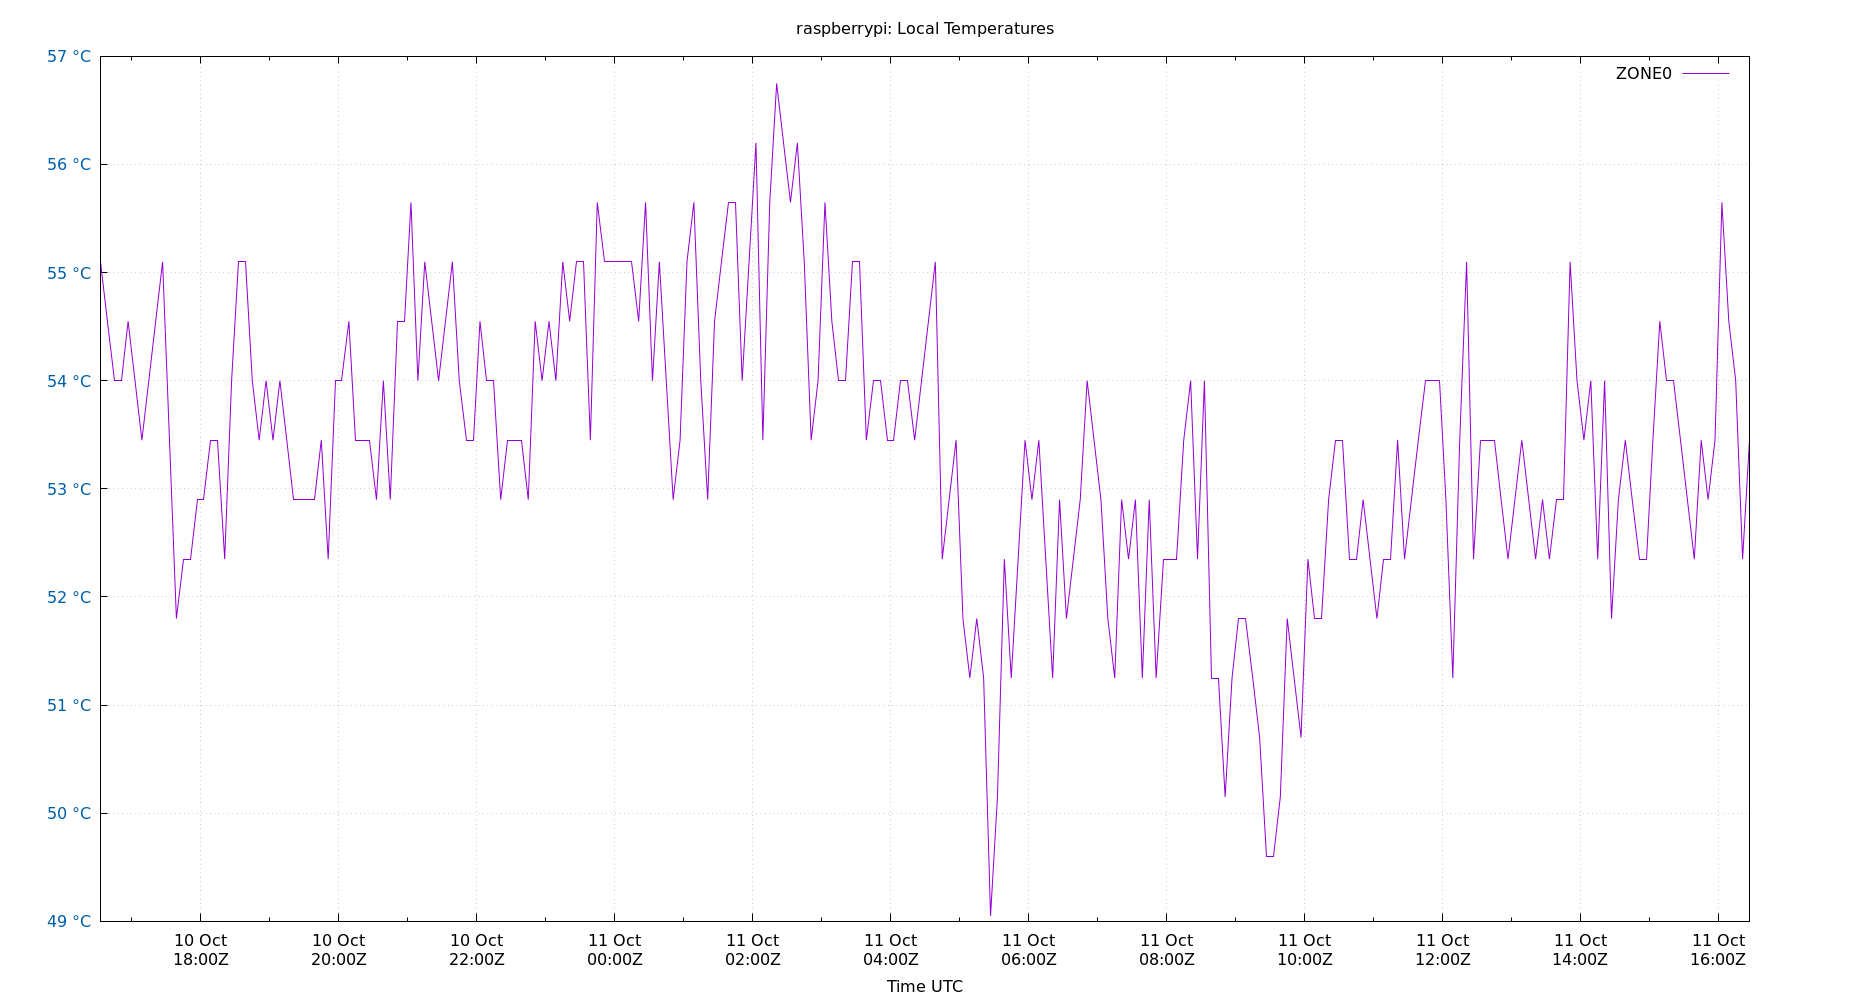 raspberrypi: Local Temperatures
57 °C
ZONE0
56 °C
55 °C
54 °C
53 °C
52 °C
51 °C
50 °C
49 °C
10 Oct 10 Oct 10 Oct 11 Oct 11 Oct 11 Oct 11 Oct 11 Oct 11 Oct 11 Oct 11 Oct 11 Oct
18:00Z 20:00Z 22:00Z 00:00Z 02:00Z 04:00Z 06:00Z 08:00Z 10:00Z 12:00Z 14:00Z 16:00Z
Time UTC